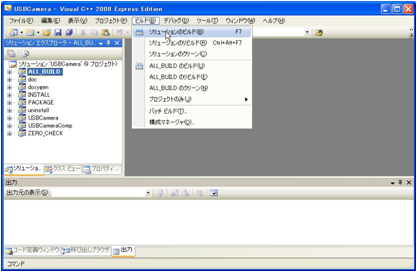 USBCamera - Visual C++ 2008 Express Edition
ファイル(F) 編集(E) 表示(V) プロジェクト(P) ビルド(B) デバッグ(D) ツール(T) ウィンドウ(W) ヘルプ(H)
ソリューションのビルド(B) F7
ソリューションのリビルド(R) Ctrl+Alt+F7
ソリューションのクリーン(C)
ALL_BUILD のビルド(U)
ALL_BUILD のリビルド(E)
ALL_BUILD のクリーン(N)
プロジェクトのみ(J)
バッチ ビルド(T)...
構成マネージャ(O)...
ソリューション エクスプローラ - ALL_BU...
ソリューション 'USBCamera' (9 プロジェクト)
ALL_BUILD
doc
doxygen
INSTALL
PACKAGE
uninstall
USBCamera
USBCameraComp
ZERO_CHECK
ソリューショ... クラス ビュー プロパティ...
出力
出力元の表示(S):
コード定義ウィンドウ 呼び出しブラウザ 出力
コマンド